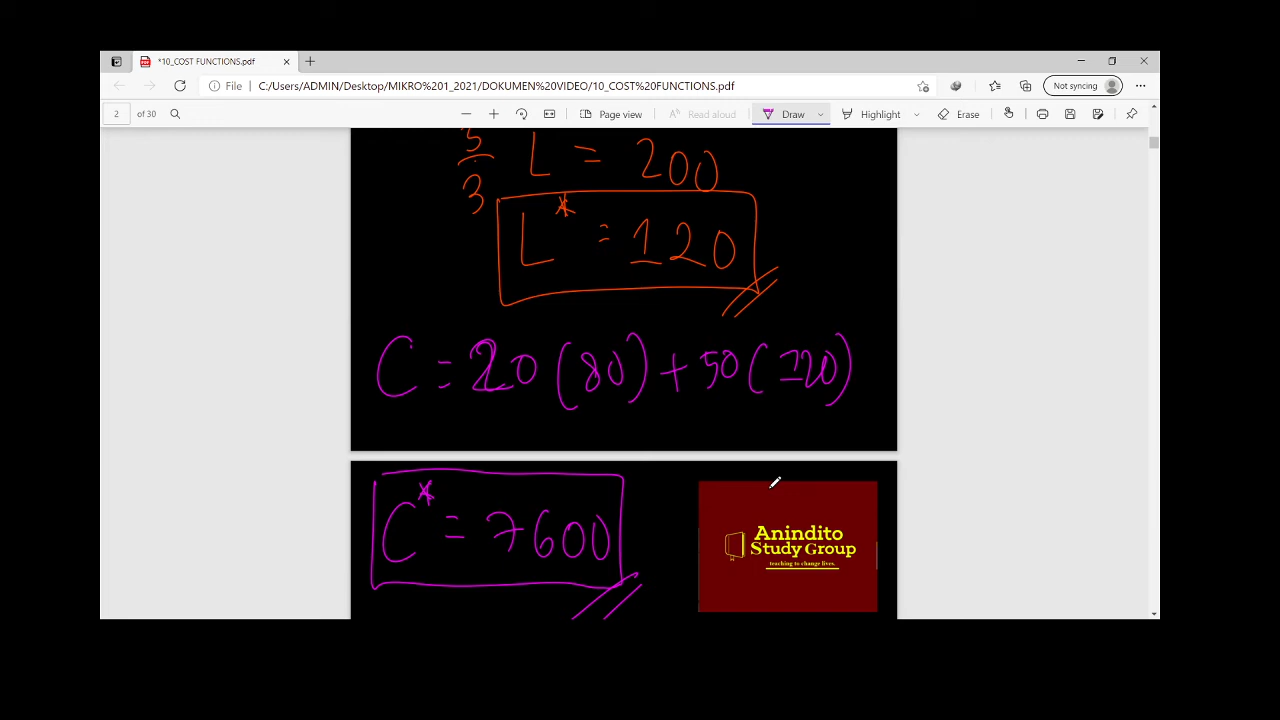 *10_COST FUNCTIONS.pdf
File C:/Users/ADMIN/Desktop/MIKRO%201_2021/DOKUMEN%20VIDEO/10_COST%20FUNCTIONS.pdf Not syncing
2 of 30 Page view Read aloud Draw Highlight Erase
5/3 L = 200
L* = 120
C = 20 (80) + 50 (120)
C* = 7600
Anindito
Study Group
teaching to change lives.